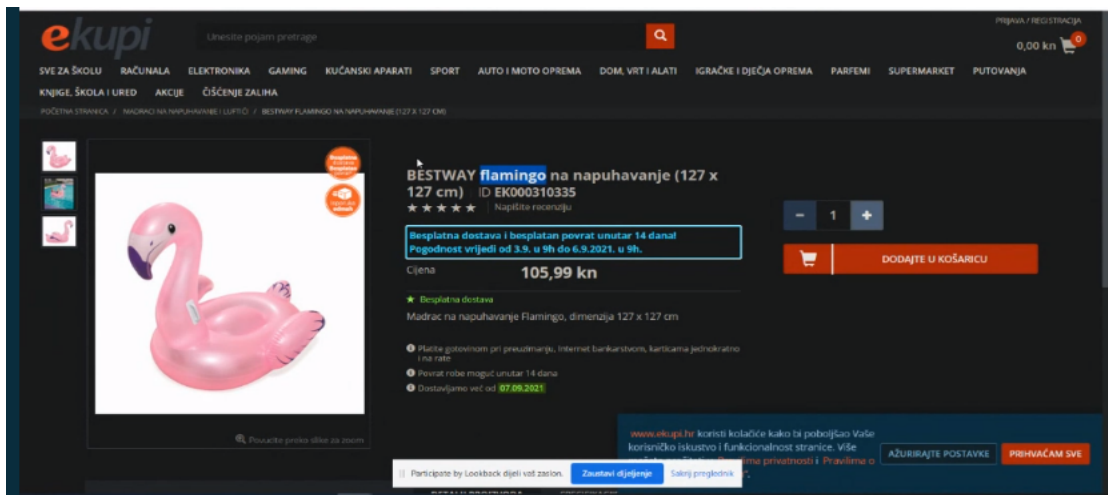 PRIJAVA / REGISTRACIJA
ekupi
Unesite pojam pretrage
0,00 kn
0
SVE ZA ŠKOLU RAČUNALA ELEKTRONIKA GAMING KUĆANSKI APARATI SPORT AUTO I MOTO OPREMA DOM, VRT I ALATI IGRAČKE I DJEČJA OPREMA PARFEMI SUPERMARKET PUTOVANJA
KNJIGE, ŠKOLA I URED AKCIJE ČIŠĆENJE ZALIHA
POČETNA STRANICA / MADRACI NA NAPUHAVANJE I LUFTIĆI / BESTWAY FLAMINGO NA NAPUHAVANJE (127 X 127 CM)
BESTWAY flamingo na napuhavanje (127 x
127 cm) ID EK000310335
Napišite recenziju
Besplatna dostava i besplatan povrat unutar 14 dana!
Pogodnost vrijedi od 3.9. u 9h do 6.9.2021. u 9h.
Cijena 105,99 kn
Besplatna dostava
Madrac na napuhavanje Flamingo, dimenzija 127 x 127 cm
Platite gotovinom pri preuzimanju, internet bankarstvom, karticama jednokratno
i na rate
Povrat robe moguć unutar 14 dana
Dostavljamo već od 07.09.2021
- 1 +
DODAJTE U KOŠARICU
Povucite preko slike za zoom
www.ekupi.hr koristi kolačiće kako bi poboljšao Vaše
korisničko iskustvo i funkcionalnost stranice. Više
privatnosti i Pravilima o
AŽURIRAJTE POSTAVKE
PRIHVAĆAM SVE
Participate by Lookback dijeli vaš zaslon.
Zaustavi dijeljenje
Sakrij preglednik